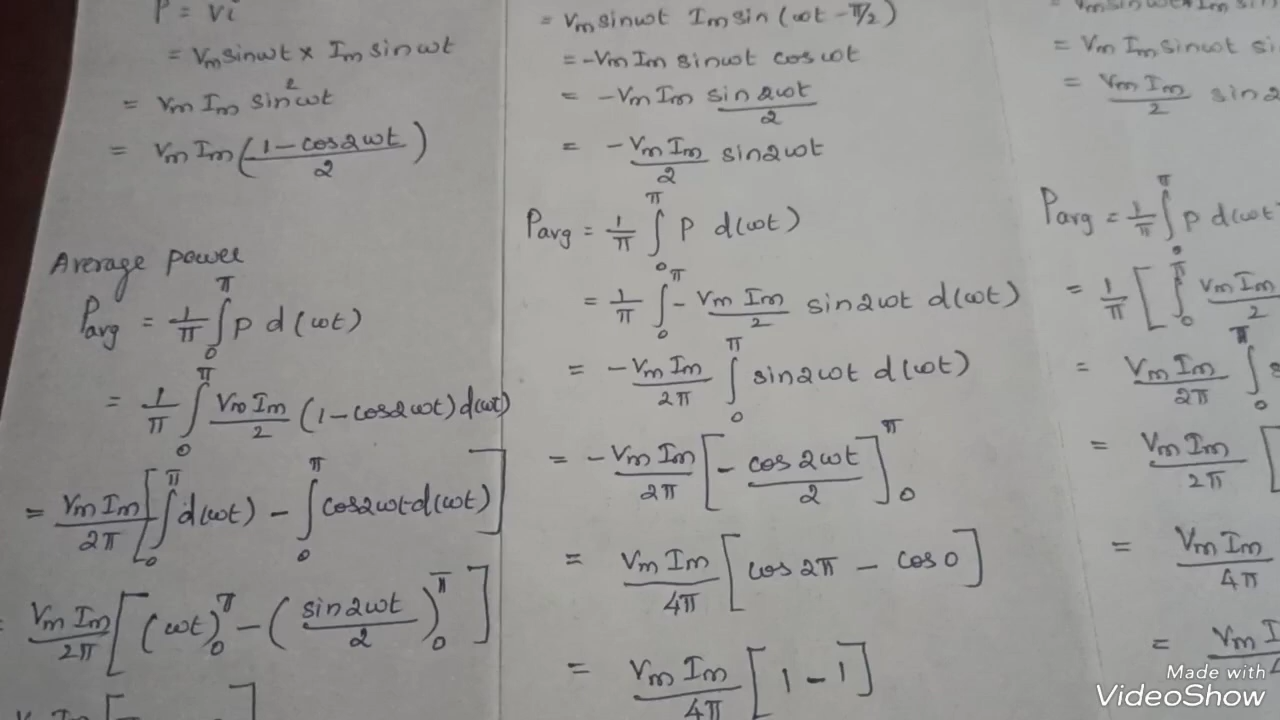 P = Vi
= Vm sinωt × Im sinωt
= Vm Im sin²ωt
= Vm Im (1 − cos2ωt / 2)
Average power
Pavg = 1/π ∫₀^π p d(ωt)
= 1/π ∫₀^π Vm Im / 2 (1 − cos2ωt) d(ωt)
= Vm Im / 2π [∫₀^π d(ωt) − ∫₀^π cos2ωt d(ωt)]
= Vm Im / 2π [(ωt)₀^π − (sin2ωt / 2)₀^π]
= Vm sinωt Im sin(ωt − π/2)
= −Vm Im sinωt cosωt
= −Vm Im sin2ωt / 2
= −Vm Im / 2 sin2ωt
Pavg = 1/π ∫₀^π p d(ωt)
= 1/π ∫₀^π − Vm Im / 2 sin2ωt d(ωt)
= −Vm Im / 2π ∫₀^π sin2ωt d(ωt)
= −Vm Im / 2π [− cos2ωt / 2]₀^π
= Vm Im / 4π [cos2π − cos0]
= Vm Im / 4π [1 − 1]
= Vm Im sinωt
= Vm Im / 2
Pavg = 1/π ∫₀^π p d(ωt)
= 1/π [∫₀^π Vm Im / 2
= Vm Im / 2π ∫₀^π
= Vm Im / 2π [
= Vm Im / 4π
= Vm
Made with
VideoShow